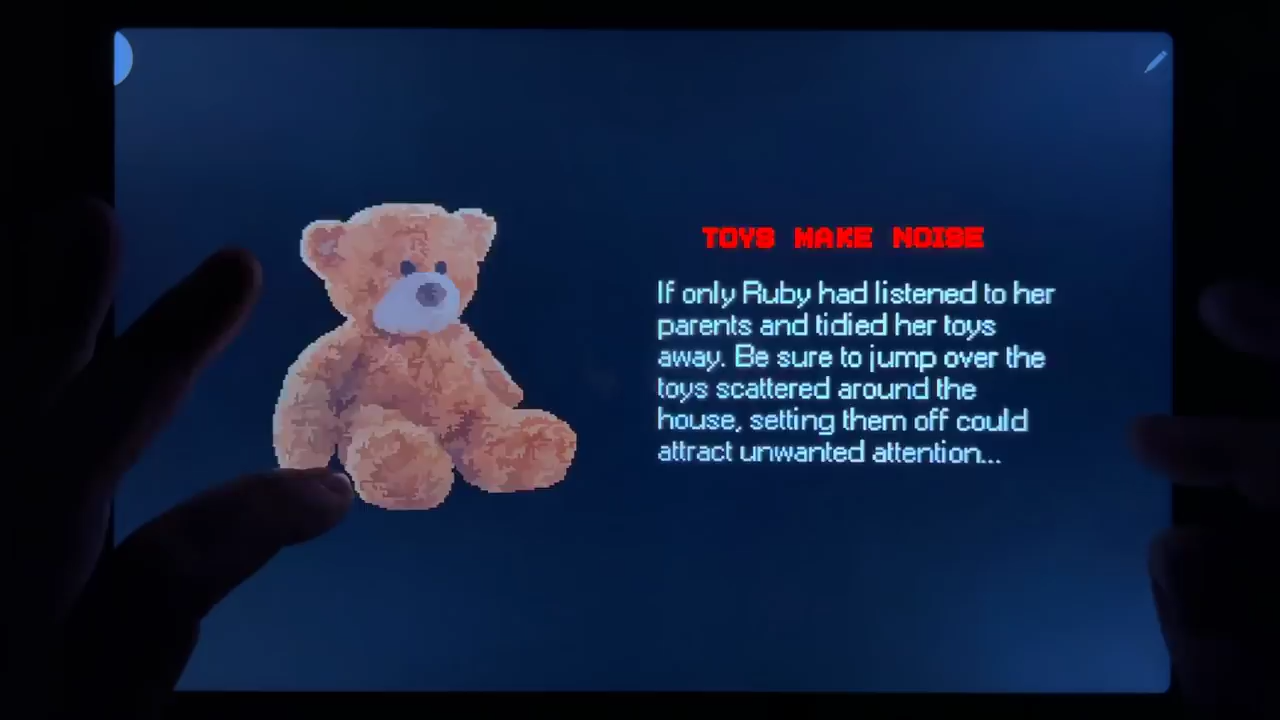 TOYS MAKE NOISE
If only Ruby had listened to her
parents and tidied her toys
away. Be sure to jump over the
toys scattered around the
house, setting them off could
attract unwanted attention...